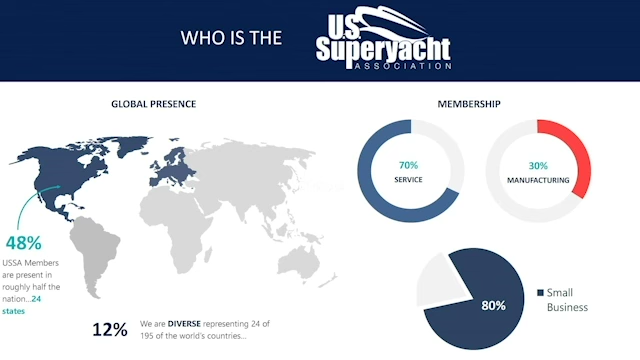 WHO IS THE
U.S.
Superyacht
ASSOCIATION
GLOBAL PRESENCE
MEMBERSHIP
70%
SERVICE
30%
MANUFACTURING
48%
USSA Members
are present in
roughly half the
nation...24
states
12%
We are DIVERSE representing 24 of
195 of the world's countries...
80%
Small
Business